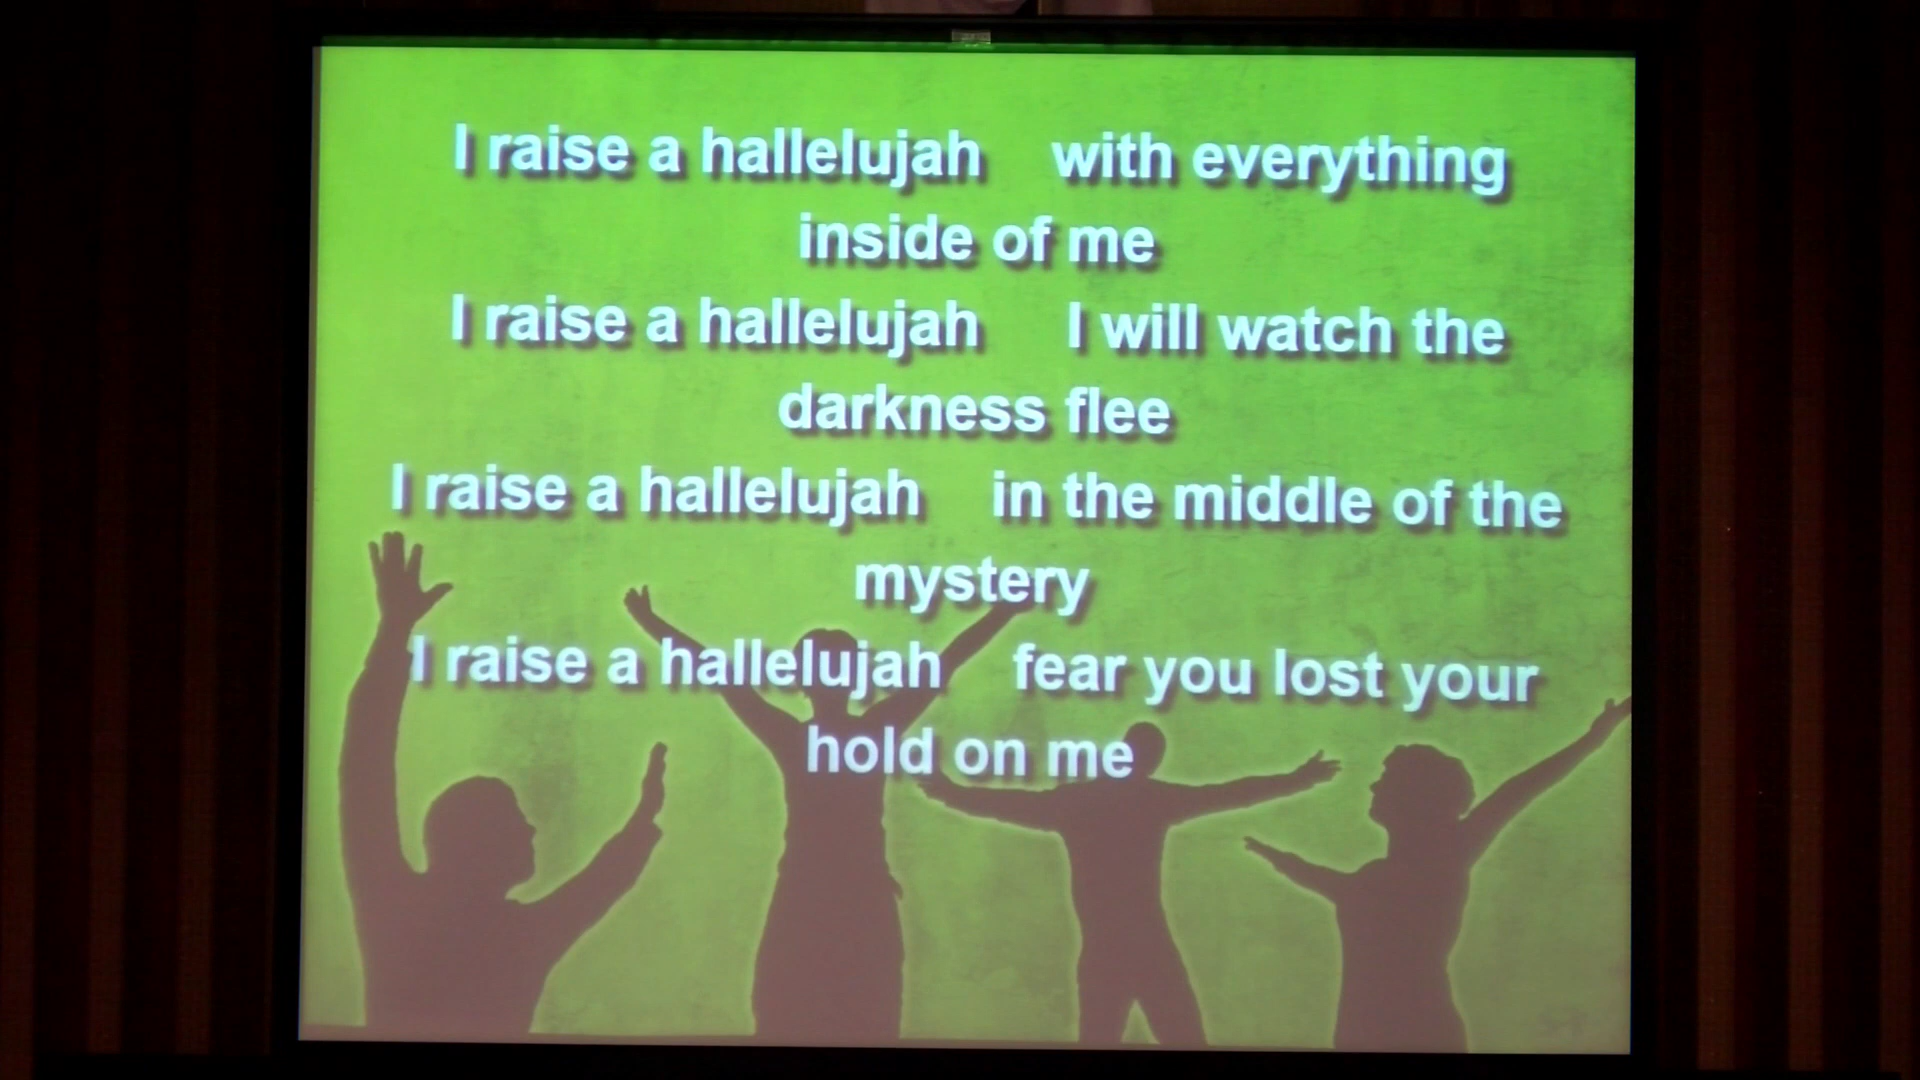 I raise a hallelujah    with everything
inside of me
I raise a hallelujah    I will watch the
darkness flee
I raise a hallelujah    in the middle of the
mystery
I raise a hallelujah    fear you lost your
hold on me